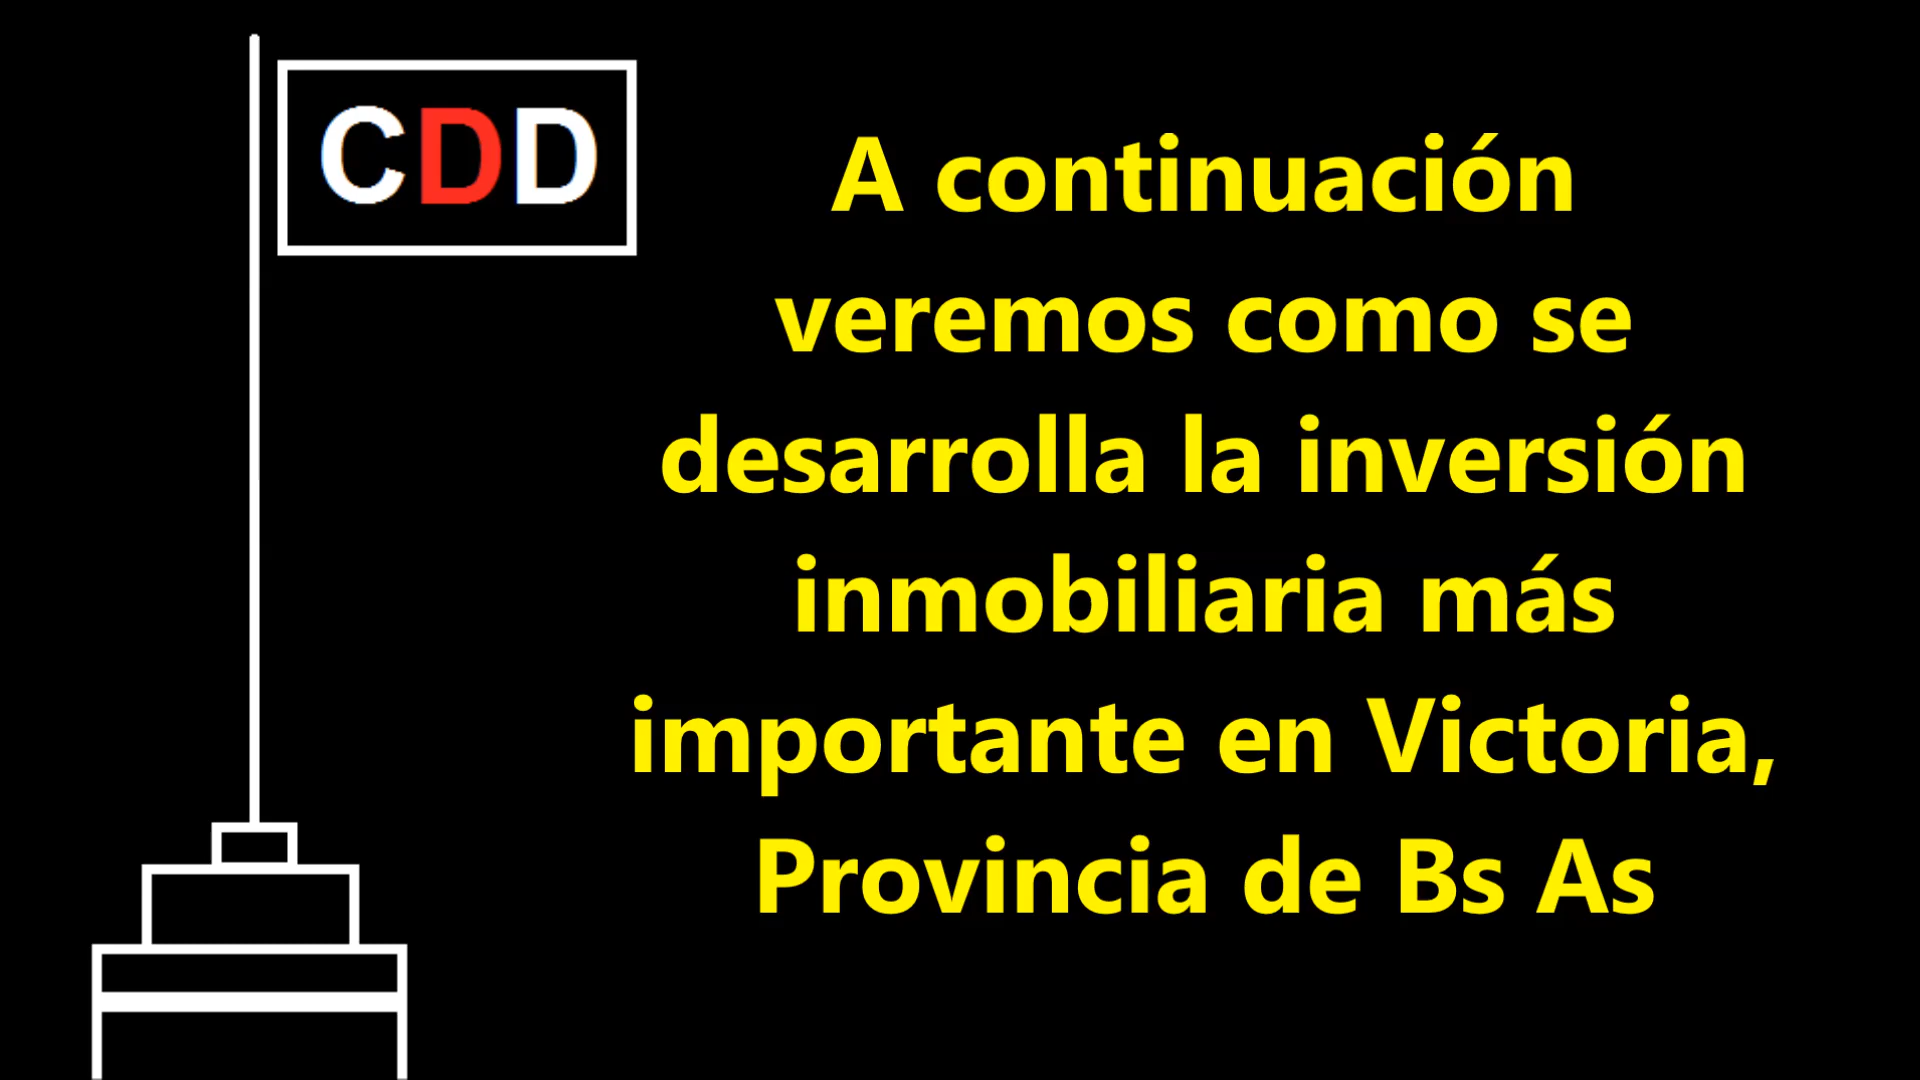 CDD
A continuación
veremos como se
desarrolla la inversión
inmobiliaria más
importante en Victoria,
Provincia de Bs As